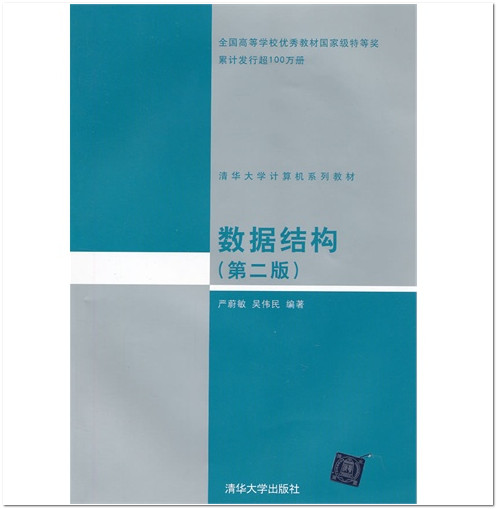 全国高等学校优秀教材国家级特等奖
累计发行超100万册
清华大学计算机系列教材
数据结构
(第二版)
严蔚敏 吴伟民 编著
清华大学出版社